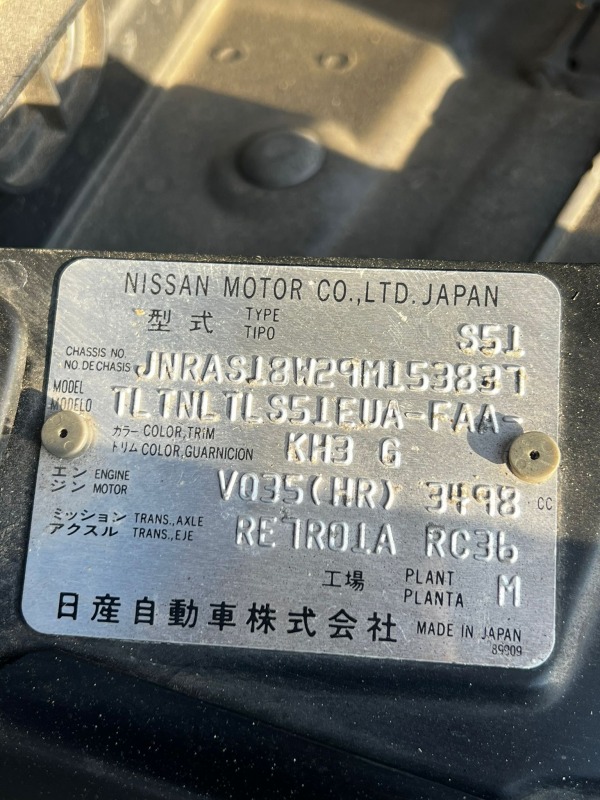 NISSAN MOTOR CO.,LTD. JAPAN
型式 TYPE TIPO S51
CHASSIS NO. NO. DE CHASIS JNRAS18W29M153837
MODEL MODELO TLTNLTLS51EUA-FAA-
カラー COLOR,TRIM トリム COLOR,GUARNICION KH3 G
エンジン ENGINE MOTOR VQ35(HR) 3498 CC
ミッション TRANS.,AXLE アクスル TRANS.,EJE RE7R01A RC36
工場 PLANT PLANTA M
日産自動車株式会社 MADE IN JAPAN
89909